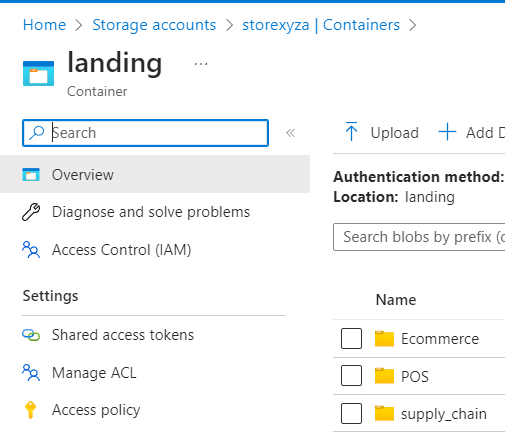 Home > Storage accounts > storexyza | Containers >
landing ...
Container
Search «
Overview
Diagnose and solve problems
Access Control (IAM)
Settings
Shared access tokens
Manage ACL
Access policy
Upload + Add D
Authentication method:
Location: landing
Search blobs by prefix (c
Name
Ecommerce
POS
supply_chain